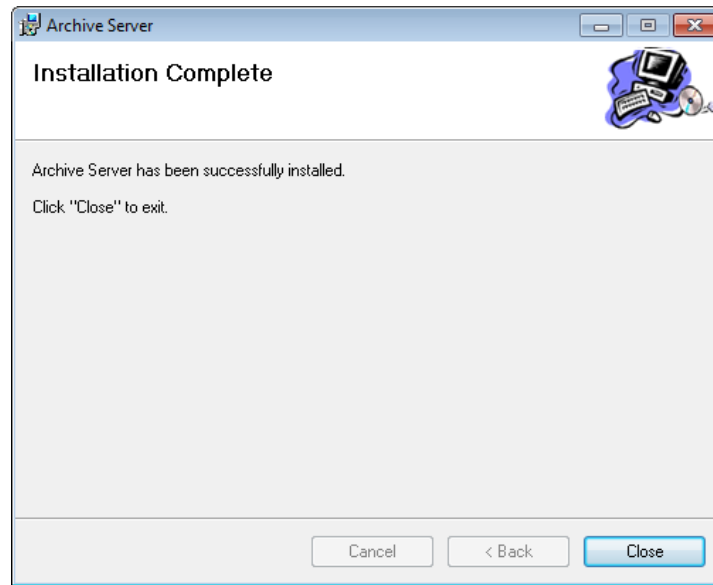 Archive Server
Installation Complete
Archive Server has been successfully installed.
Click "Close" to exit.
Cancel
< Back
Close